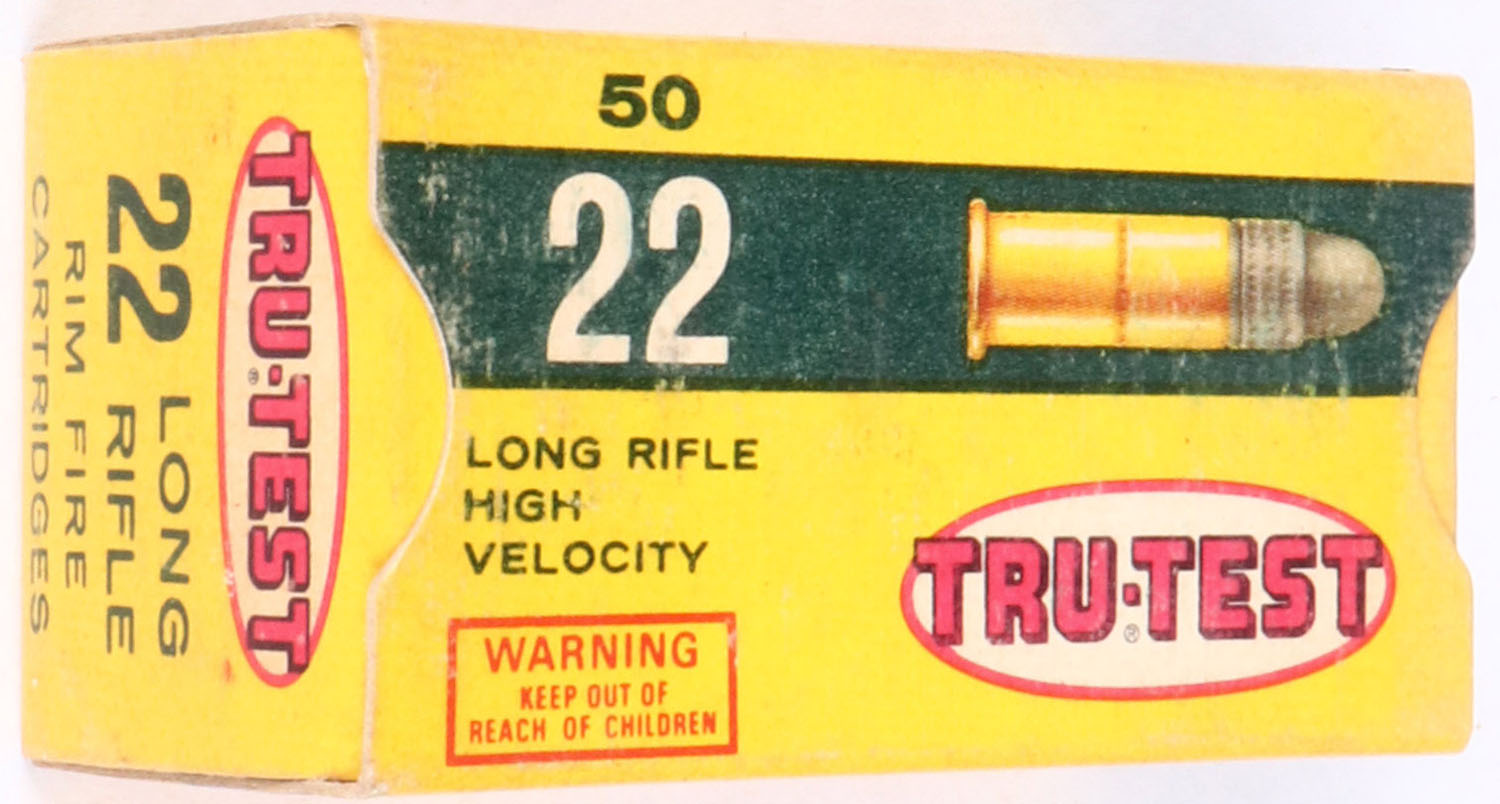 50
22
LONG RIFLE
HIGH
VELOCITY
WARNING
KEEP OUT OF
REACH OF CHILDREN
TRU·TEST
®
TRU·TEST
®
22 LONG
RIFLE
RIM FIRE
CARTRIDGES